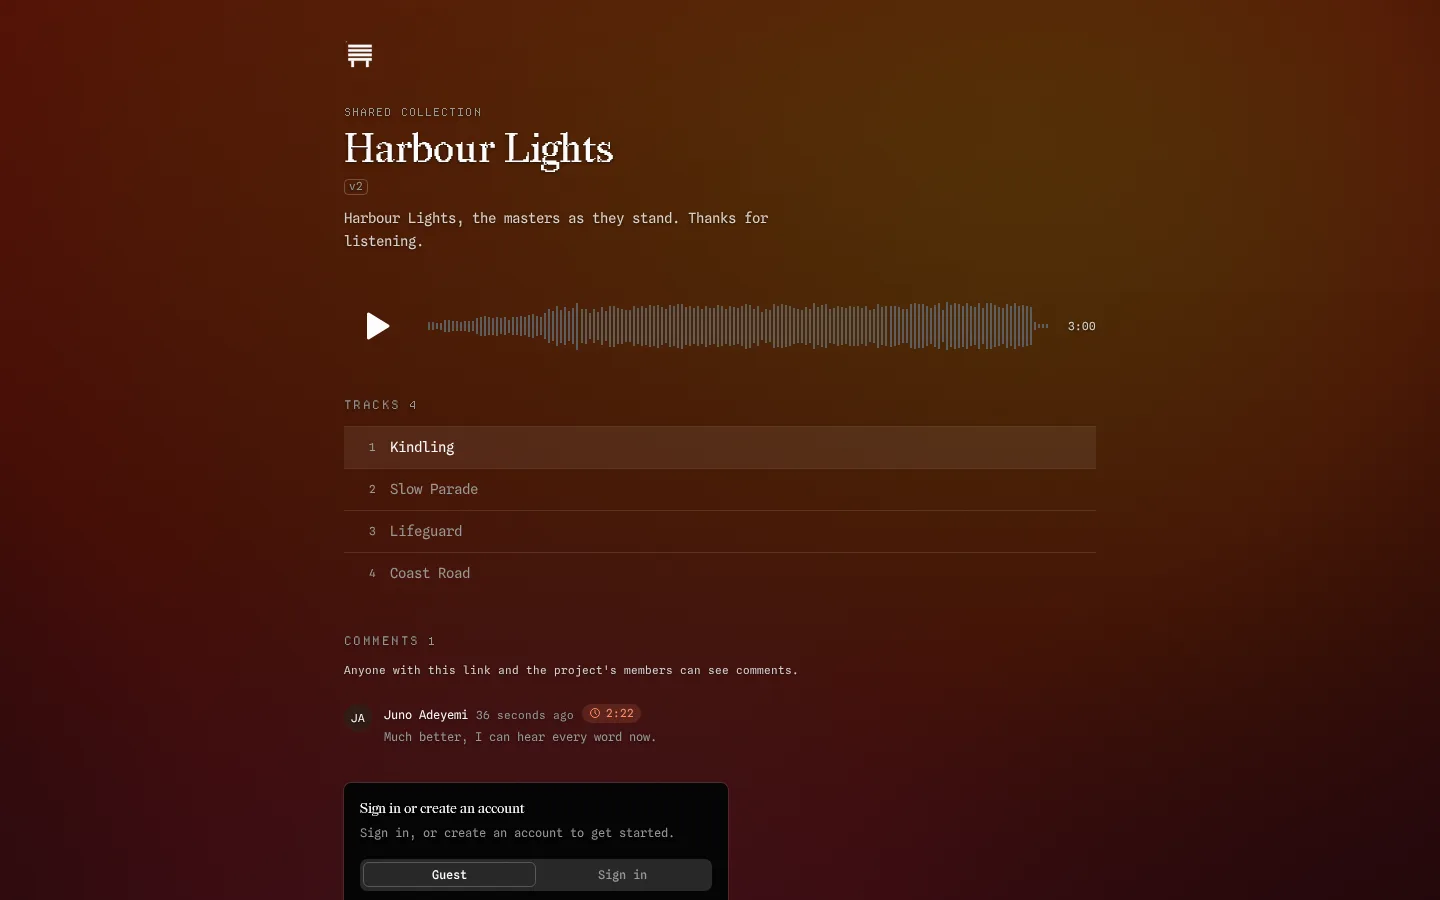 SHARED COLLECTION
Harbour Lights
v2
Harbour Lights, the masters as they stand. Thanks for
listening.
3:00
TRACKS 4
1 Kindling
2 Slow Parade
3 Lifeguard
4 Coast Road
COMMENTS 1
Anyone with this link and the project's members can see comments.
JA Juno Adeyemi 36 seconds ago 2:22
Much better, I can hear every word now.
Sign in or create an account
Sign in, or create an account to get started.
Guest Sign in